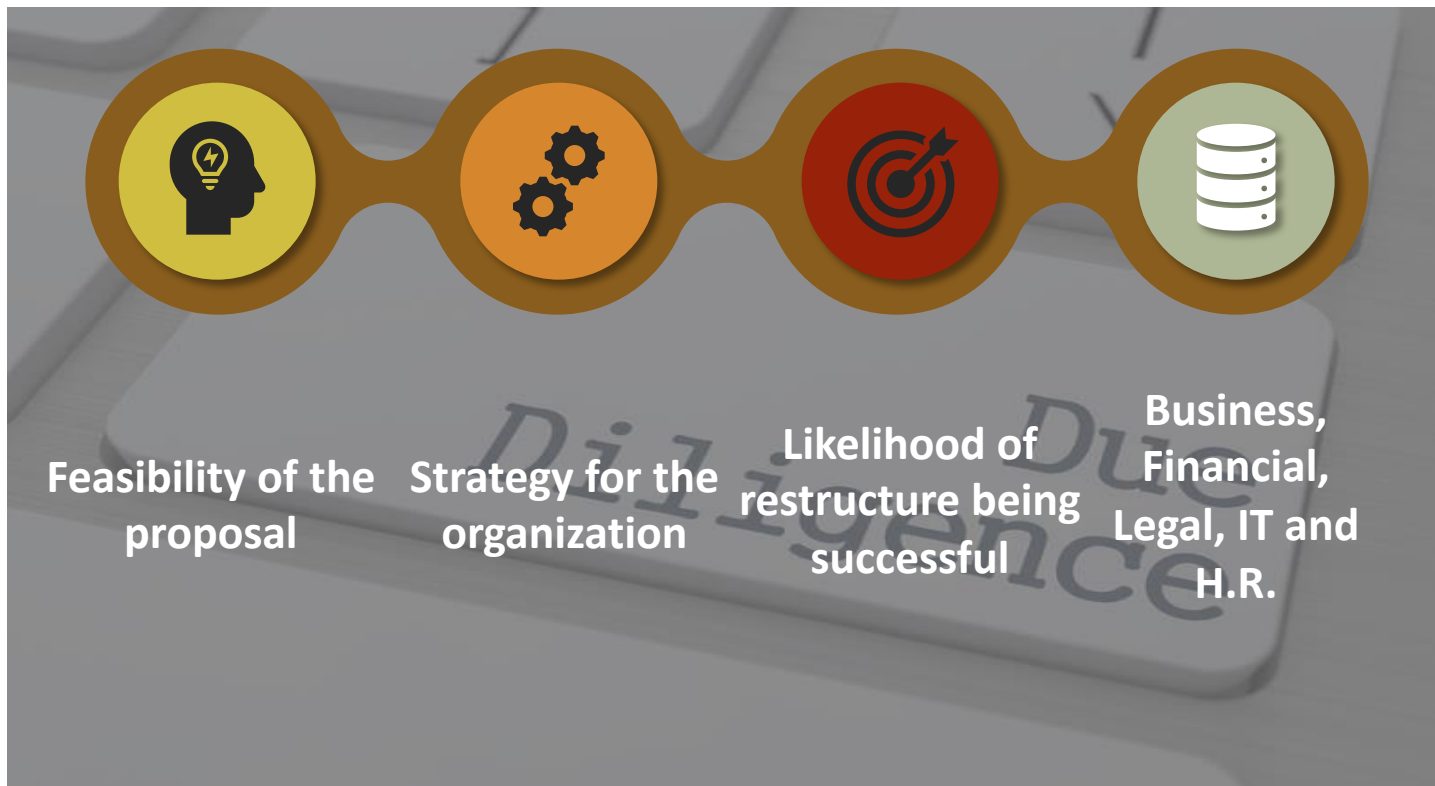 Feasibility of the
proposal
Strategy for the
organization
Likelihood of
restructure being
successful
Business,
Financial,
Legal, IT and
H.R.
Due
Diligence